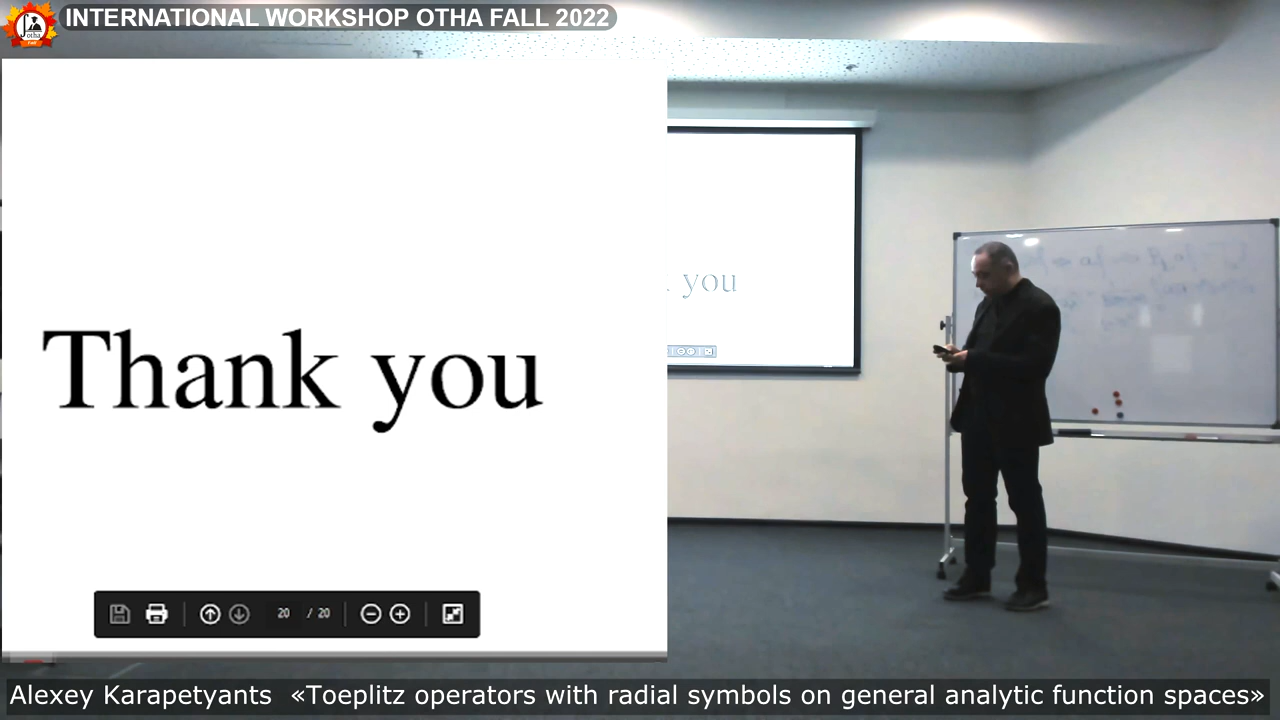 INTERNATIONAL WORKSHOP OTHA FALL 2022
otha
Thank you
you
20 / 20
Alexey Karapetyants «Toeplitz operators with radial symbols on general analytic function spaces»